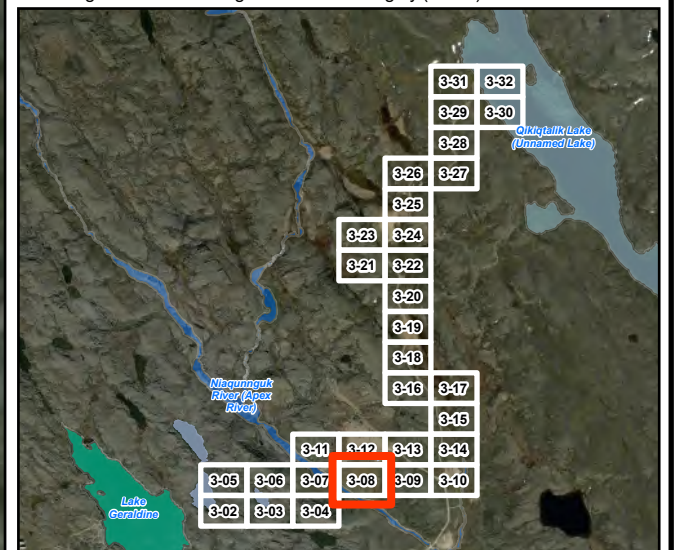 3-31 3-32
3-29 3-30
Qikiqtalik Lake
(Unnamed Lake)
3-28
3-26 3-27
3-25
3-23 3-24
3-21 3-22
3-20
3-19
3-18
3-16 3-17
Niaqunnguk
River (Apex
River)
3-15
3-11 3-12 3-13 3-14
3-05 3-06 3-07 3-08 3-09 3-10
Lake
Geraldine
3-02 3-03 3-04